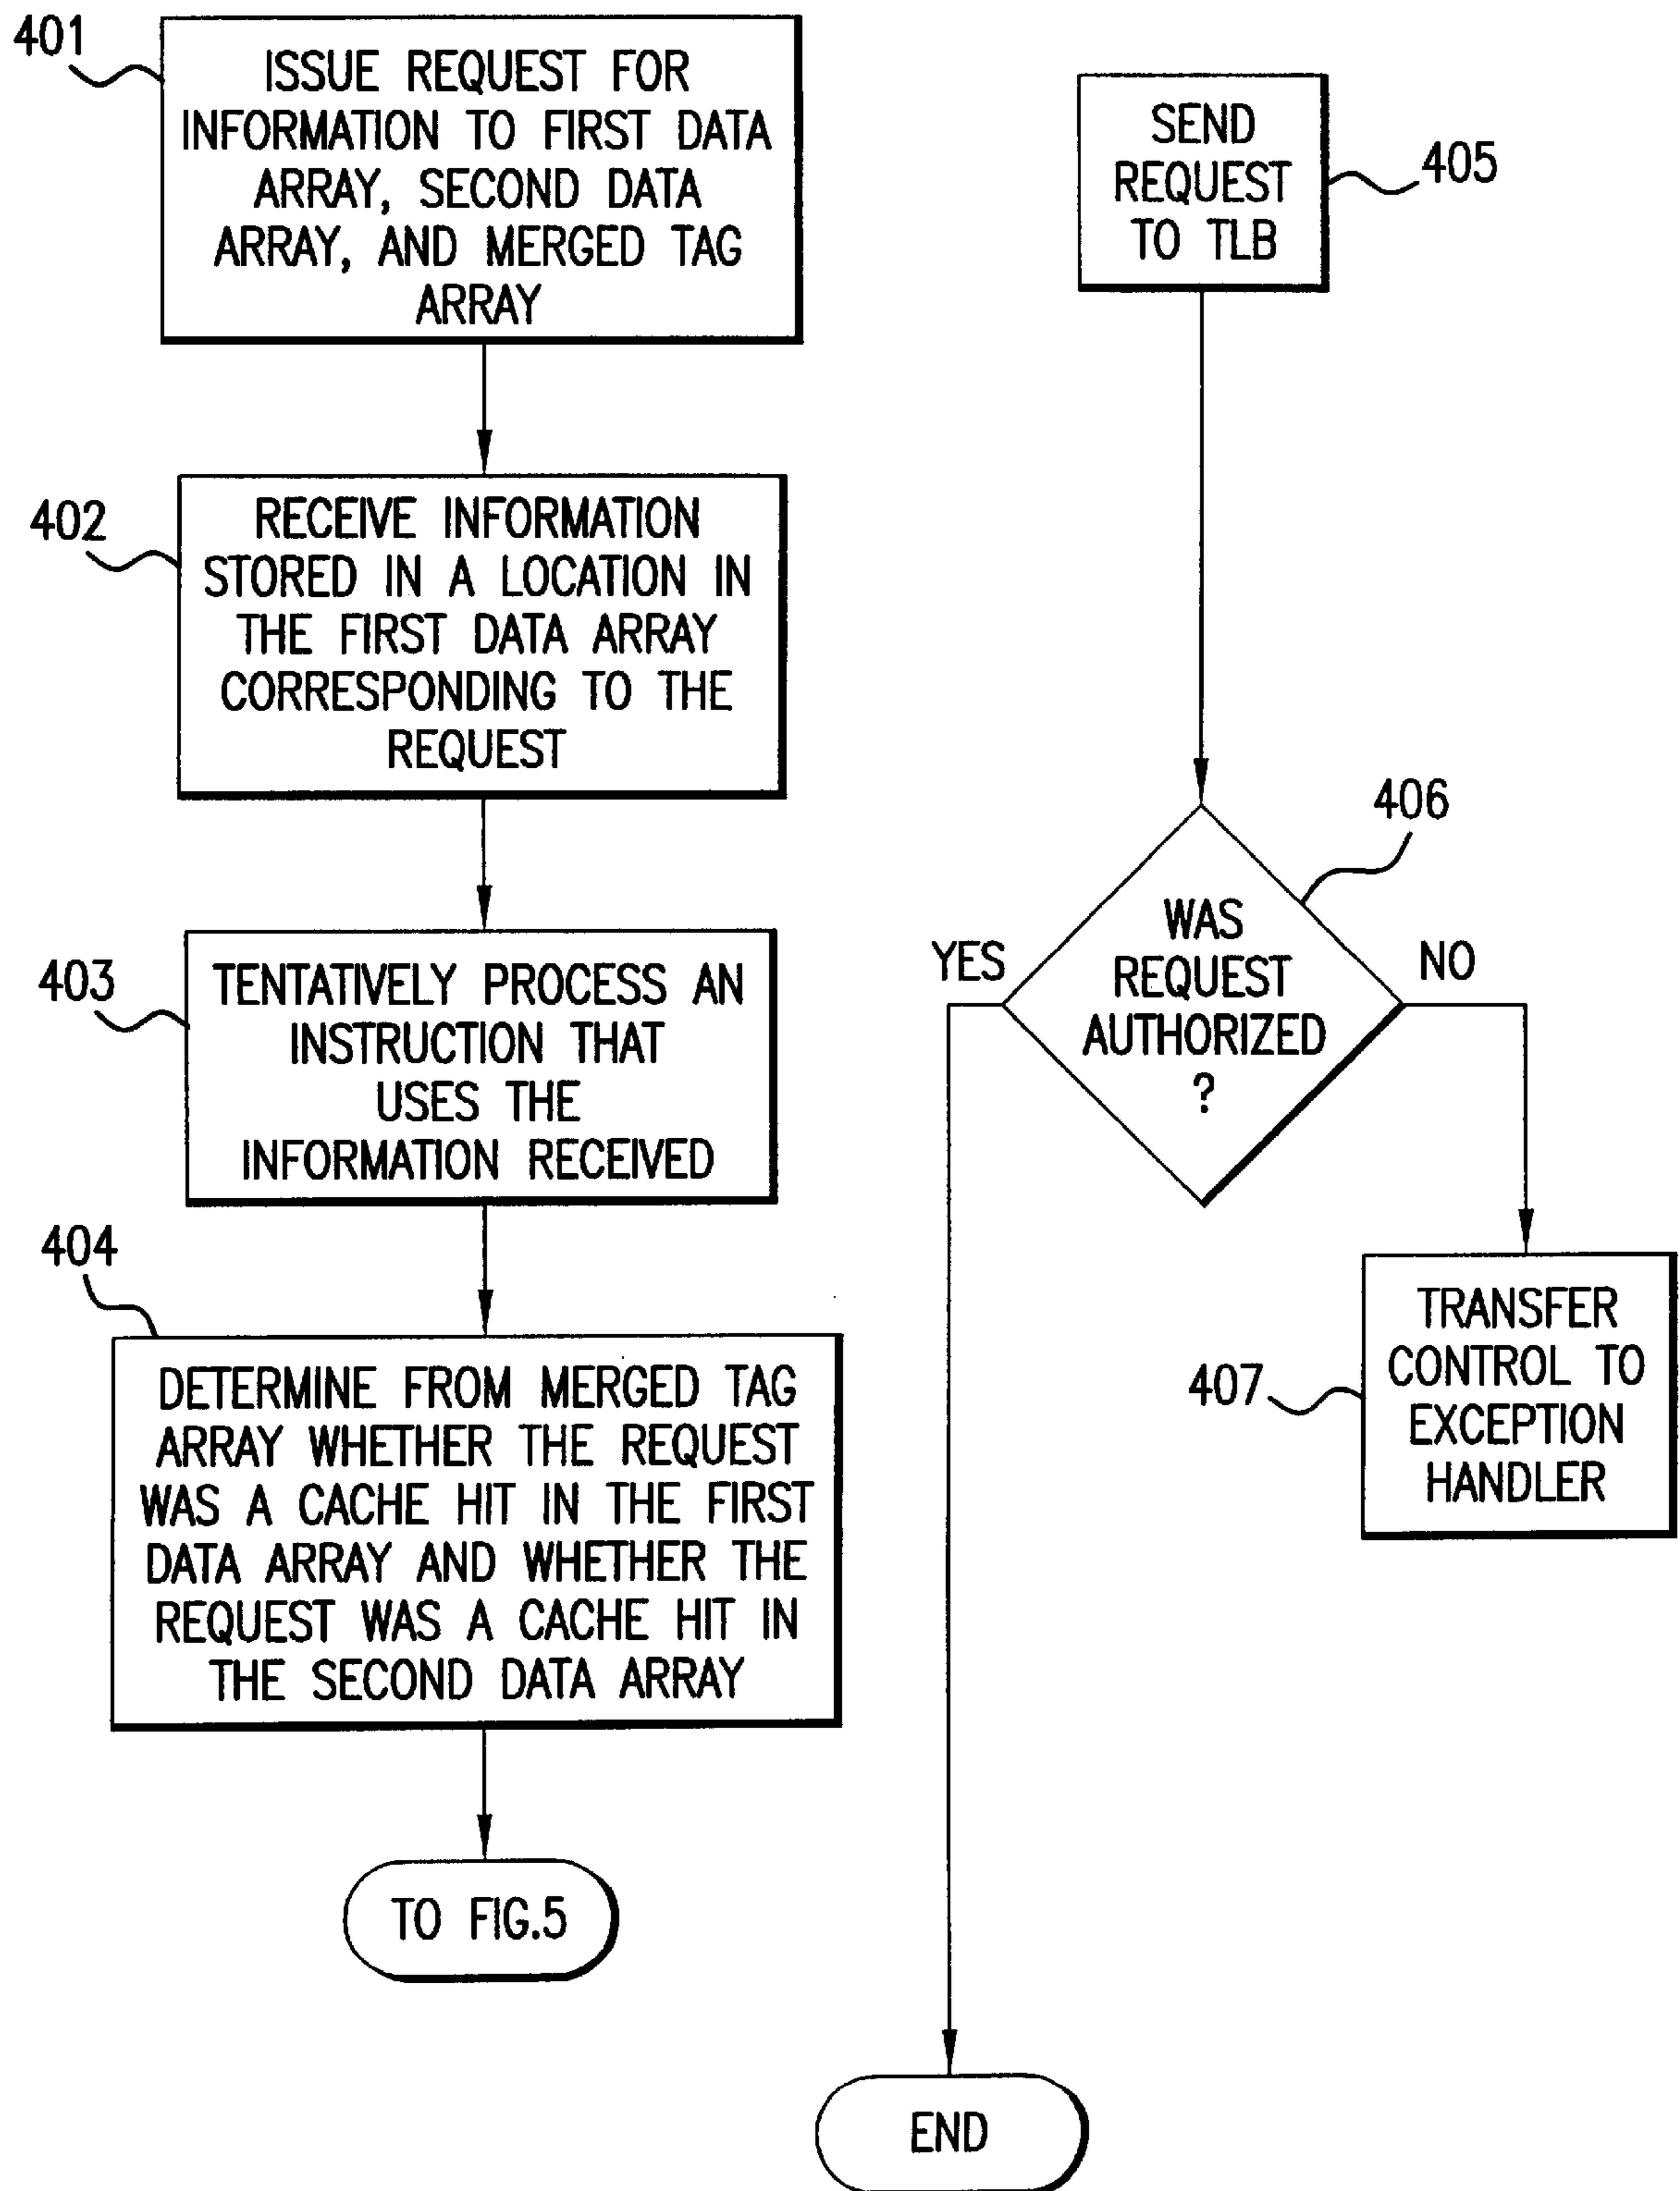 401
ISSUE REQUEST FOR
INFORMATION TO FIRST DATA
ARRAY, SECOND DATA
ARRAY, AND MERGED TAG
ARRAY
402
RECEIVE INFORMATION
STORED IN A LOCATION IN
THE FIRST DATA ARRAY
CORRESPONDING TO THE
REQUEST
403
TENTATIVELY PROCESS AN
INSTRUCTION THAT
USES THE
INFORMATION RECEIVED
404
DETERMINE FROM MERGED TAG
ARRAY WHETHER THE REQUEST
WAS A CACHE HIT IN THE FIRST
DATA ARRAY AND WHETHER THE
REQUEST WAS A CACHE HIT IN
THE SECOND DATA ARRAY
TO FIG.5
SEND
REQUEST
TO TLB
405
406
WAS
REQUEST
AUTHORIZED
?
YES
NO
407
TRANSFER
CONTROL TO
EXCEPTION
HANDLER
END